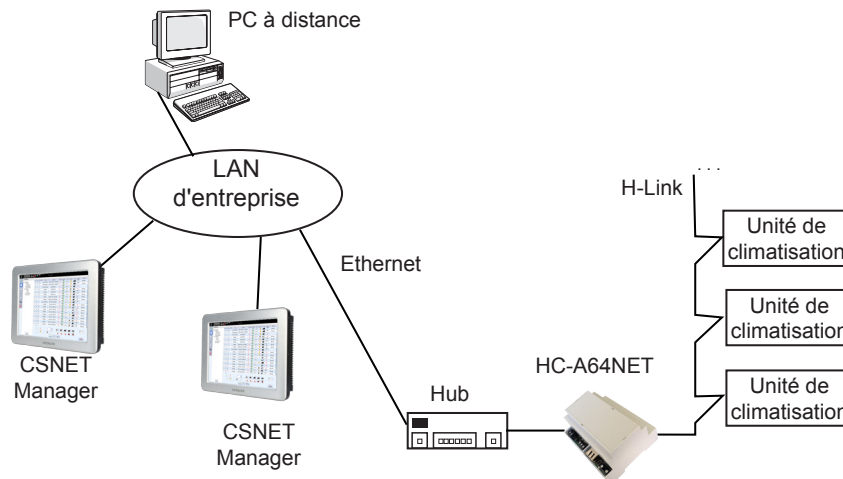 PC à distance
LAN
d'entreprise
H-Link
. . .
Unité de
climatisation
Ethernet
Unité de
climatisation
CSNET
Manager
Hub
HC-A64NET
Unité de
climatisation
CSNET
Manager